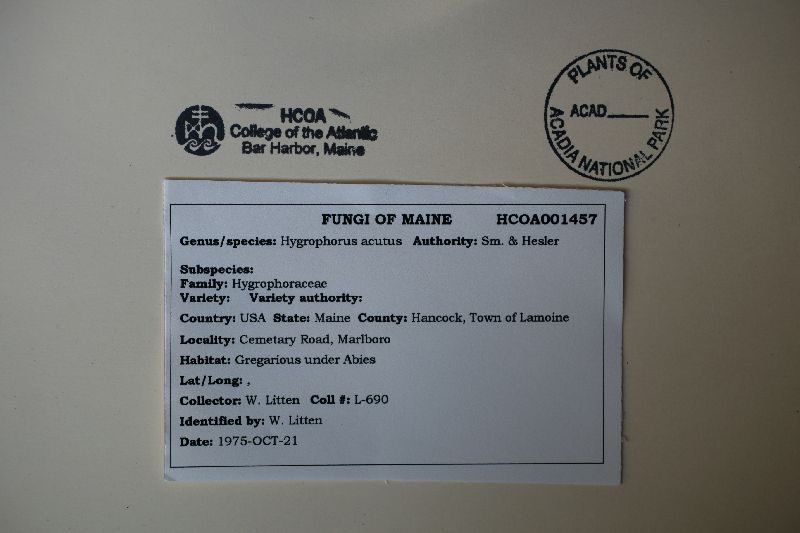 HCOA
College of the Atlantic
Bar Harbor, Maine
PLANTS OF
ACAD
ACADIA NATIONAL PARK
FUNGI OF MAINE HCOA001457
Genus/species: Hygrophorus acutus Authority: Sm. & Hesler
Subspecies:
Family: Hygrophoraceae
Variety: Variety authority:
Country: USA State: Maine County: Hancock, Town of Lamoine
Locality: Cemetary Road, Marlboro
Habitat: Gregarious under Abies
Lat/Long: ,
Collector: W. Litten Coll #: L-690
Identified by: W. Litten
Date: 1975-OCT-21